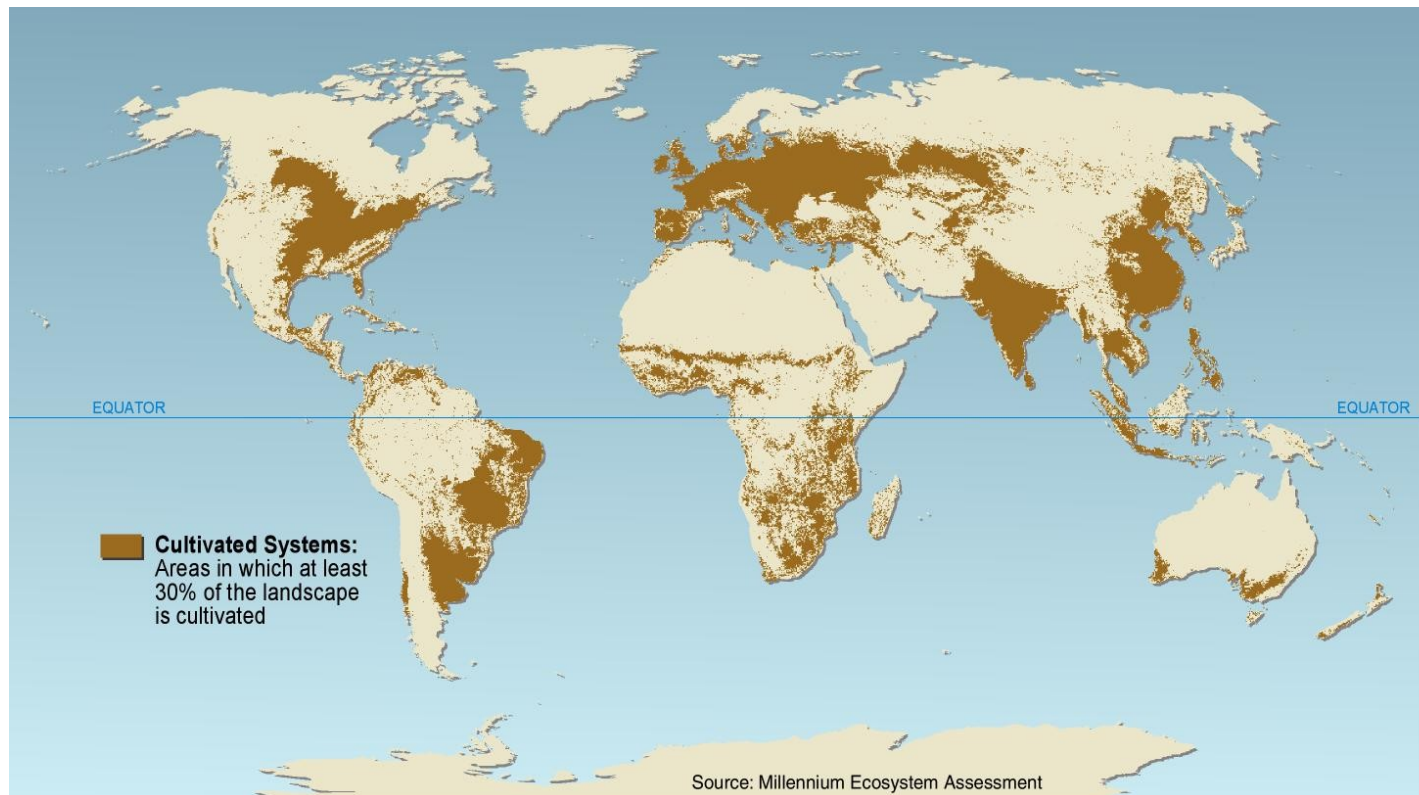 EQUATOR
EQUATOR
Cultivated Systems:
Areas in which at least
30% of the landscape
is cultivated
Source: Millennium Ecosystem Assessment